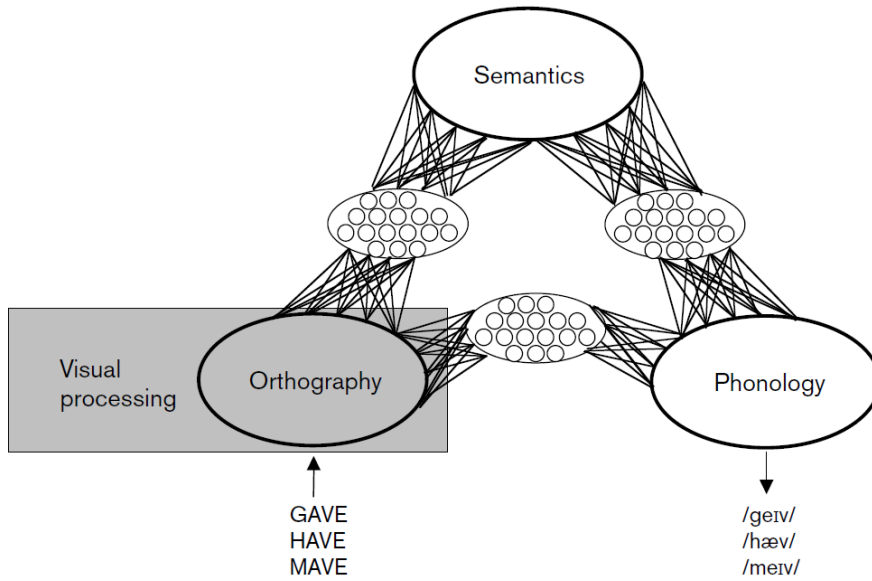 Semantics
Visual
processing
Orthography
Phonology
GAVE
HAVE
MAVE
/geɪv/
/hæv/
/meɪv/